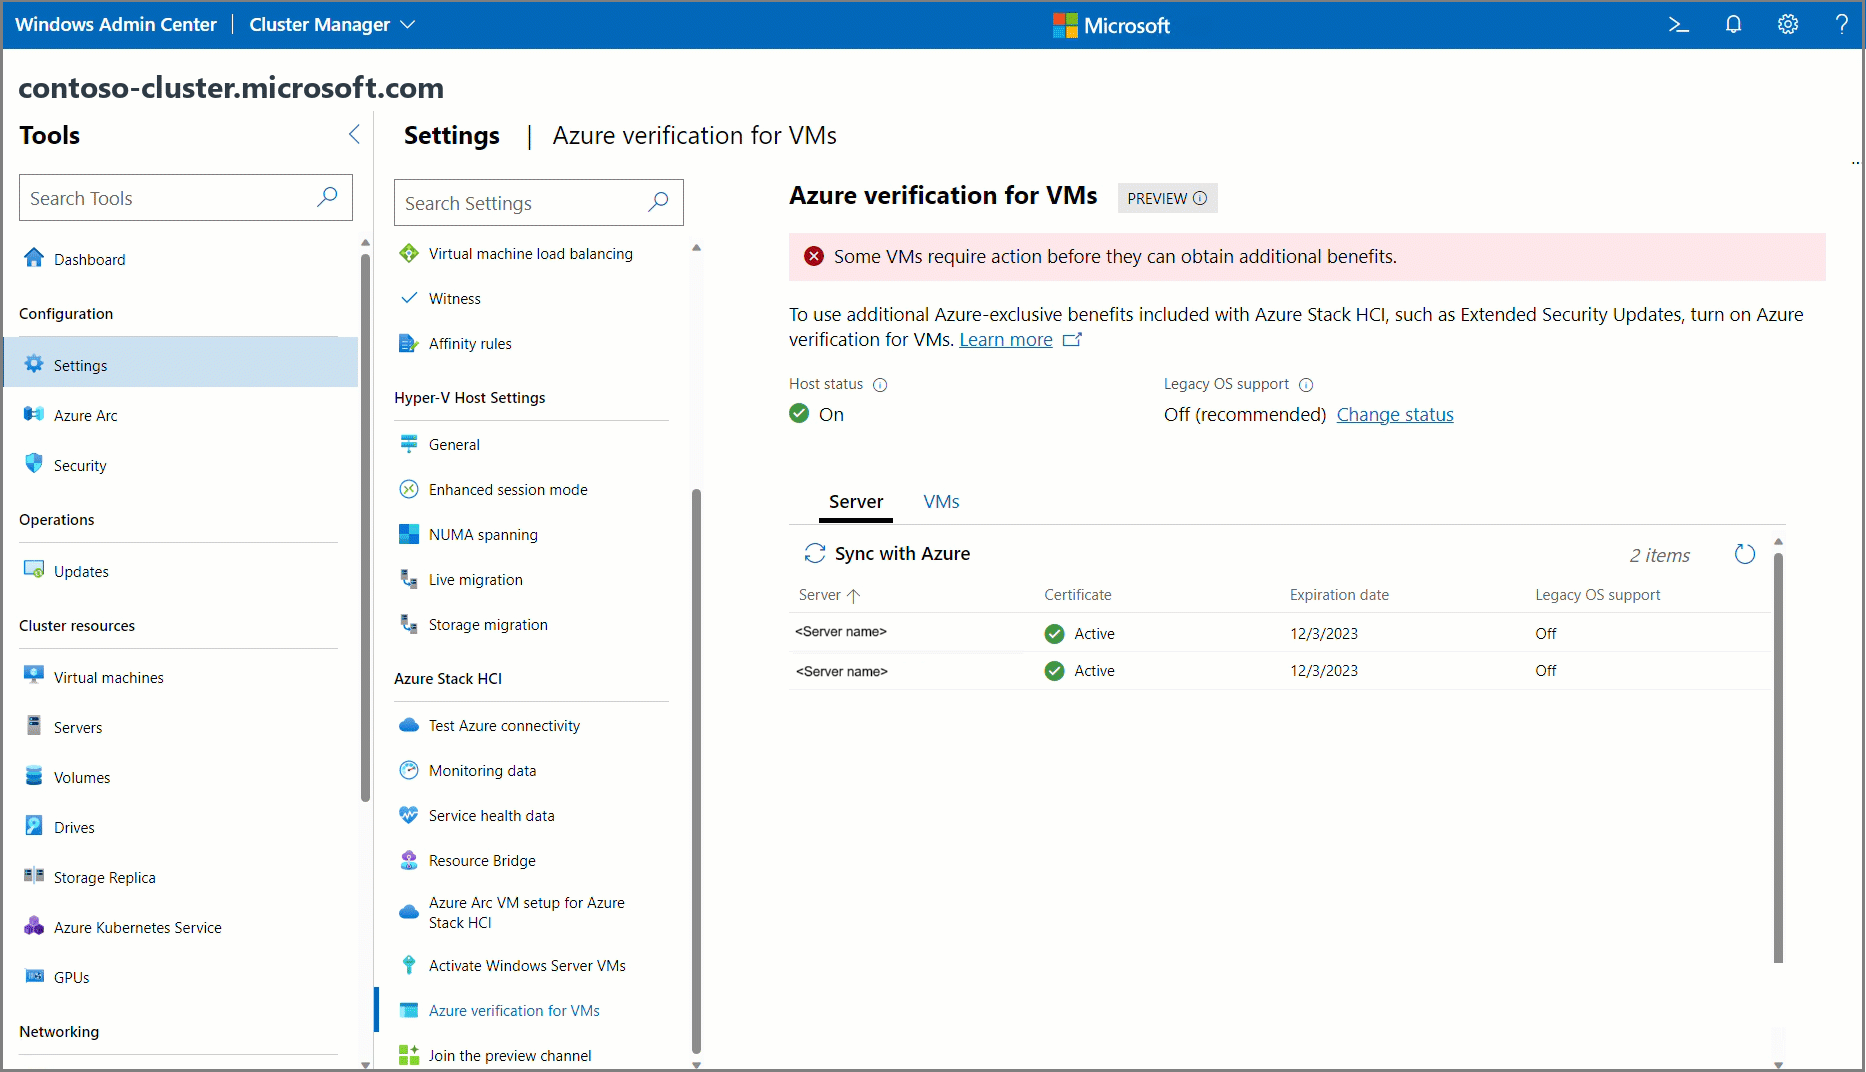 Windows Admin Center | Cluster Manager
Microsoft
contoso-cluster.microsoft.com
Tools
Search Tools
Dashboard
Configuration
Settings
Azure Arc
Security
Operations
Updates
Cluster resources
Virtual machines
Servers
Volumes
Drives
Storage Replica
Azure Kubernetes Service
GPUs
Networking
Settings | Azure verification for VMs
Search Settings
Virtual machine load balancing
Witness
Affinity rules
Hyper-V Host Settings
General
Enhanced session mode
NUMA spanning
Live migration
Storage migration
Azure Stack HCI
Test Azure connectivity
Monitoring data
Service health data
Resource Bridge
Azure Arc VM setup for Azure
Stack HCI
Activate Windows Server VMs
Azure verification for VMs
Join the preview channel
Azure verification for VMs PREVIEW
Some VMs require action before they can obtain additional benefits.
To use additional Azure-exclusive benefits included with Azure Stack HCI, such as Extended Security Updates, turn on Azure
verification for VMs. Learn more
Host status
On
Legacy OS support
Off (recommended) Change status
Server VMs
Sync with Azure 2 items
Server Certificate Expiration date Legacy OS support
<Server name> Active 12/3/2023 Off
<Server name> Active 12/3/2023 Off